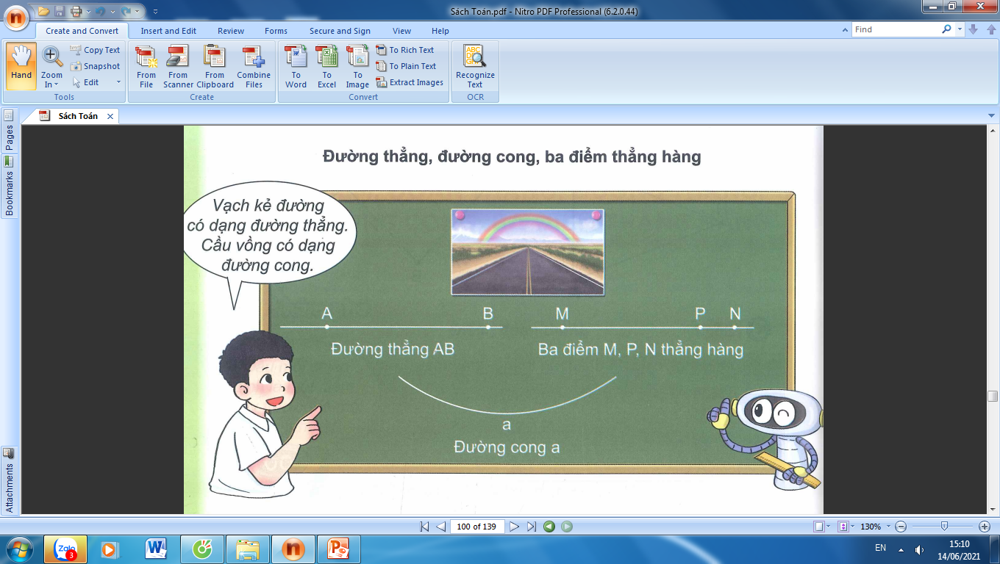 Sách Toán.pdf - Nitro PDF Professional (6.2.0.44)
Create and Convert Insert and Edit Review Forms Secure and Sign View Help
Find
Hand
Zoom In
Copy Text
Snapshot
Edit
Tools
From File
From Scanner
From Clipboard
Combine Files
Create
To Word
To Excel
To Image
To Rich Text
To Plain Text
Extract Images
Convert
Recognize Text
OCR
Sách Toán
Pages
Bookmarks
Attachments
Đường thẳng, đường cong, ba điểm thẳng hàng
Vạch kẻ đường
có dạng đường thẳng.
Cầu vồng có dạng
đường cong.
A B M P N
Đường thẳng AB Ba điểm M, P, N thẳng hàng
a
Đường cong a
100 of 139
130%
Zalo
3
EN
15:10
14/06/2021